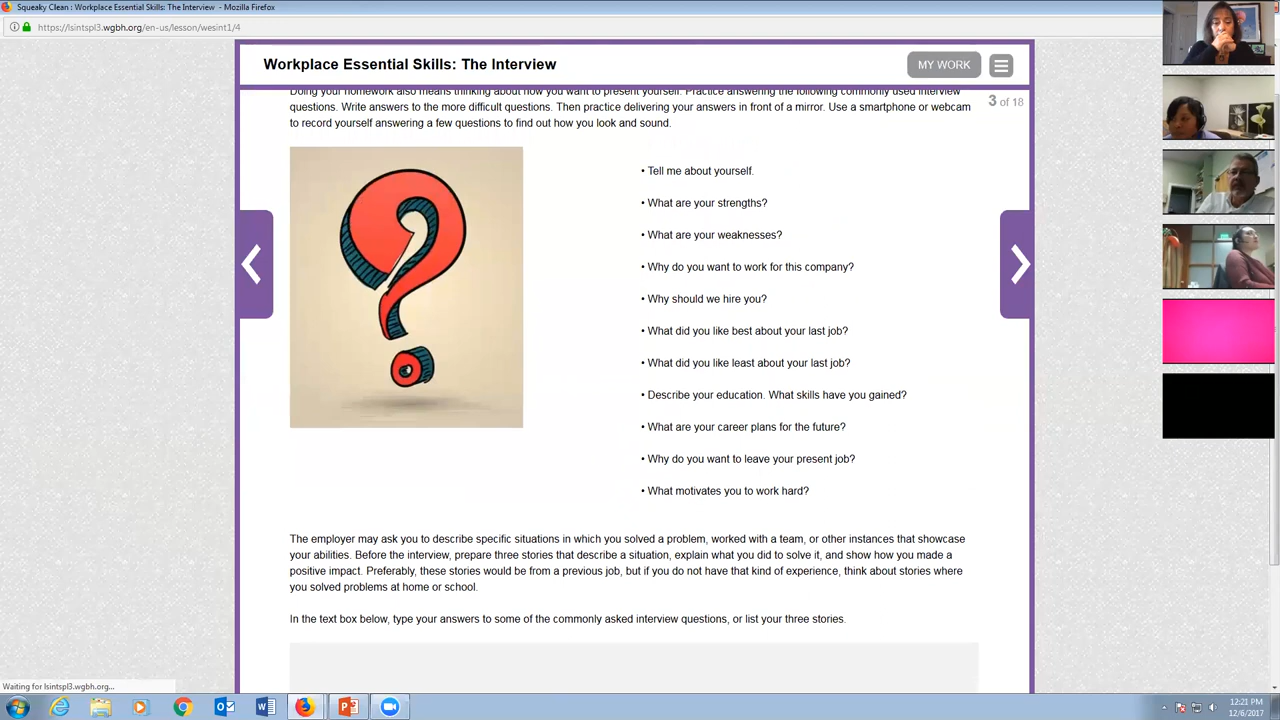 Squeaky Clean : Workplace Essential Skills: The Interview - Mozilla Firefox
https://lsintspl3.wgbh.org/en-us/lesson/wesint1/4
Workplace Essential Skills: The Interview
MY WORK
3 of 18
Doing your homework also means thinking about how you want to present yourself. Practice answering the following commonly used interview
questions. Write answers to the more difficult questions. Then practice delivering your answers in front of a mirror. Use a smartphone or webcam
to record yourself answering a few questions to find out how you look and sound.
• Tell me about yourself.
• What are your strengths?
• What are your weaknesses?
• Why do you want to work for this company?
• Why should we hire you?
• What did you like best about your last job?
• What did you like least about your last job?
• Describe your education. What skills have you gained?
• What are your career plans for the future?
• Why do you want to leave your present job?
• What motivates you to work hard?
The employer may ask you to describe specific situations in which you solved a problem, worked with a team, or other instances that showcase
your abilities. Before the interview, prepare three stories that describe a situation, explain what you did to solve it, and show how you made a
positive impact. Preferably, these stories would be from a previous job, but if you do not have that kind of experience, think about stories where
you solved problems at home or school.
In the text box below, type your answers to some of the commonly asked interview questions, or list your three stories.
Waiting for lsintspl3.wgbh.org...
12:21 PM
12/6/2017